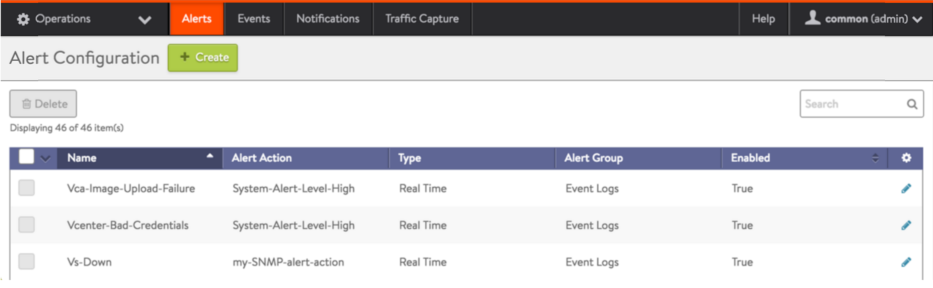 Operations Alerts Events Notifications Traffic Capture Help common (admin)
Alert Configuration + Create
Delete Search
Displaying 46 of 46 item(s)
Name Alert Action Type Alert Group Enabled
Vca-Image-Upload-Failure System-Alert-Level-High Real Time Event Logs True
Vcenter-Bad-Credentials System-Alert-Level-High Real Time Event Logs True
Vs-Down my-SNMP-alert-action Real Time Event Logs True